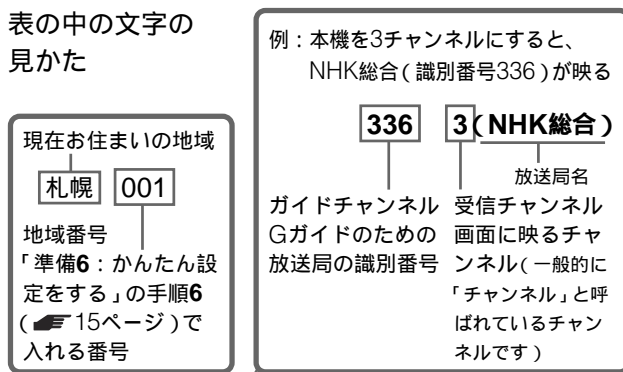 表の中の文字の
見かた
現在お住まいの地域
札幌 001
地域番号
「準備6：かんたん設
定をする」の手順6
（☛15ページ）で
入れる番号
例：本機を3チャンネルにすると、
NHK総合（識別番号336）が映る
336 3（NHK総合）
放送局名
ガイドチャンネル
Gガイドのための
放送局の識別番号
受信チャンネル
画面に映るチャ
ンネル（一般的に
「チャンネル」と呼
ばれているチャン
ネルです）